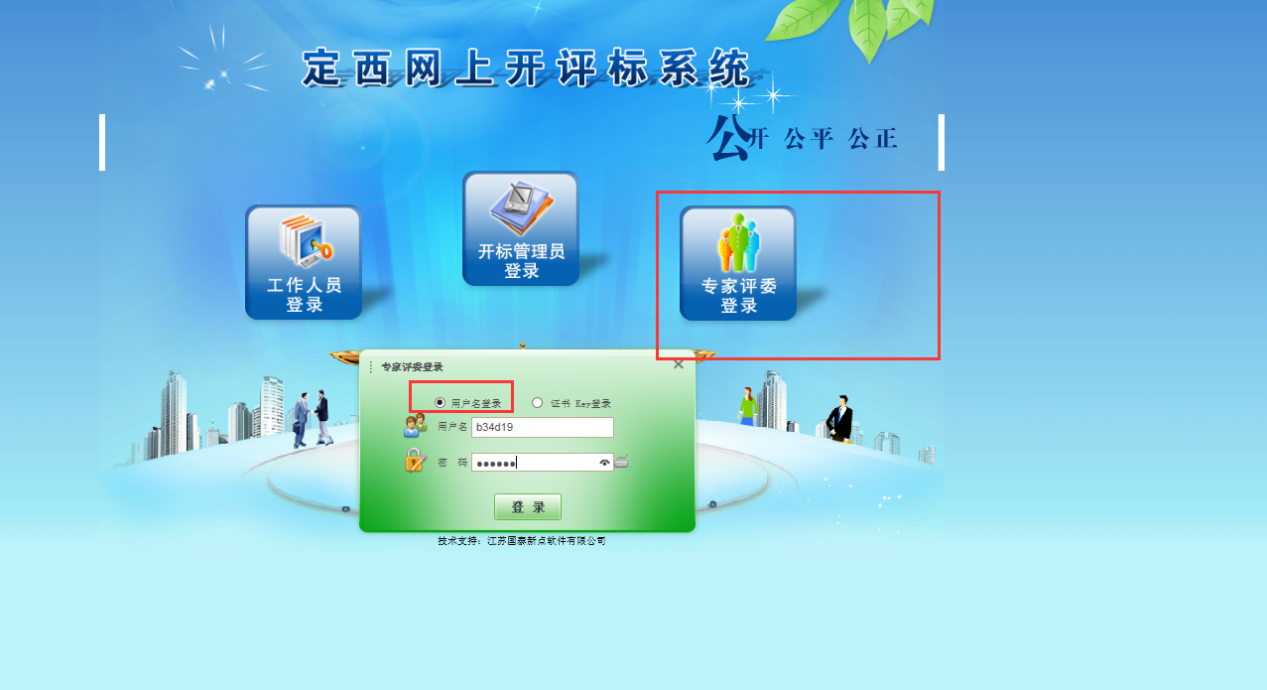 定西网上开评标系统
公开 公平 公正
开标管理员
登录
工作人员
登录
专家评委
登录
专家评委登录
用户名登录 证书 Key登录
用户名 b34d19
密 码 ●●●●●●
登 录
技术支持：江苏国泰新点软件有限公司